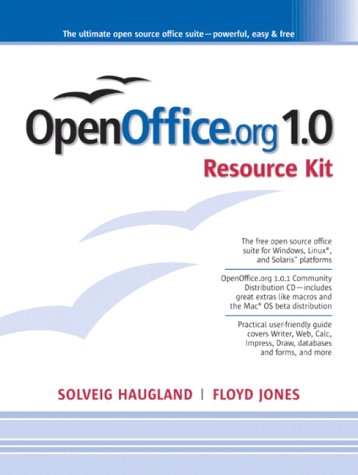 The ultimate open source office suite—powerful, easy & free
OpenOffice.org 1.0
Resource Kit
The free open source office
suite for Windows, Linux®,
and Solaris™ platforms
OpenOffice.org 1.0.1 Community
Distribution CD—includes
great extras like macros and
the Mac® OS beta distribution
Practical user-friendly guide
covers Writer, Web, Calc,
Impress, Draw, databases
and forms, and more
SOLVEIG HAUGLAND | FLOYD JONES